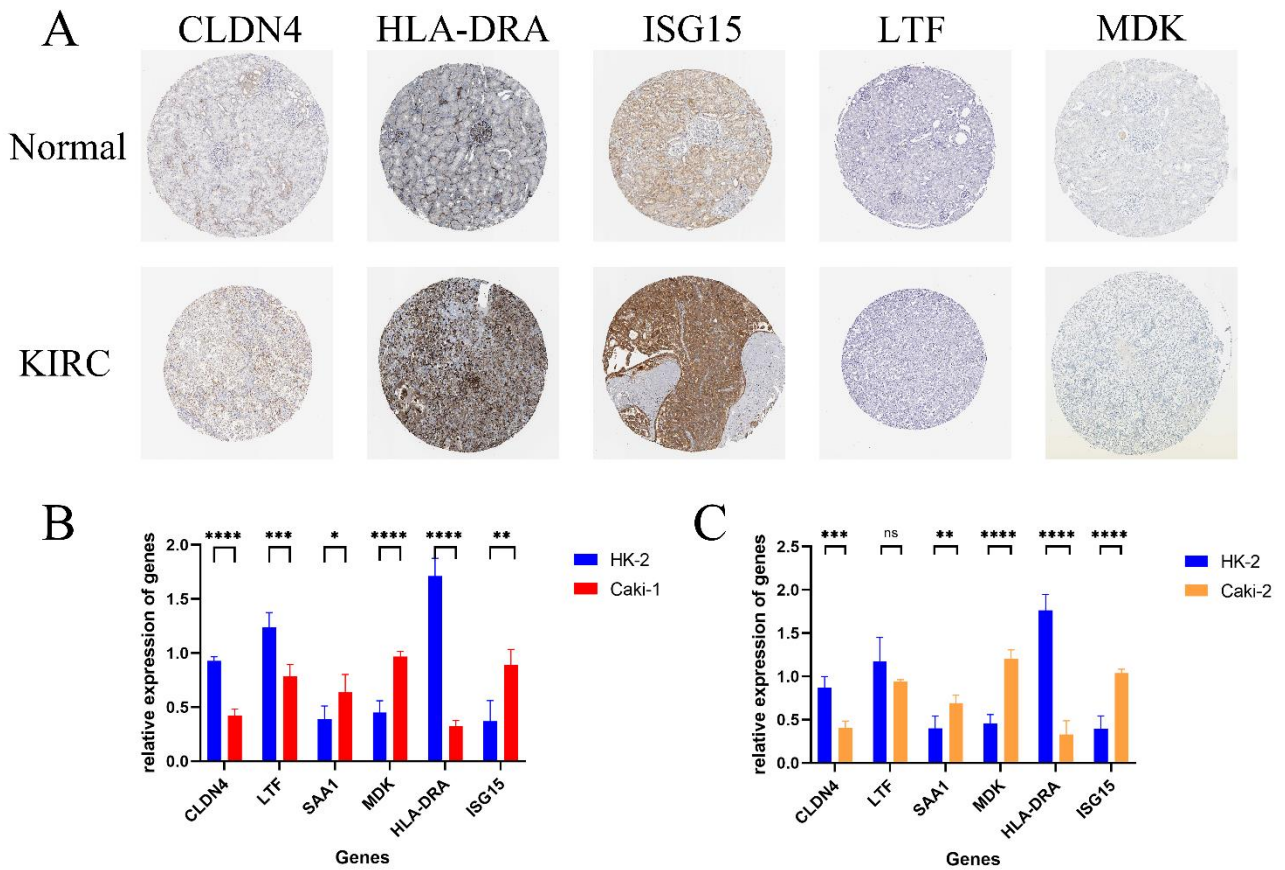 A
CLDN4 HLA-DRA ISG15 LTF MDK
Normal
KIRC
B
**** *** * **** **** **
relative expression of genes
2.0
1.5
1.0
0.5
0.0
CLDN4 LTF SAA1 MDK HLA-DRA ISG15
Genes
HK-2
Caki-1
C
*** ns ** **** **** ****
relative expression of genes
2.5
2.0
1.5
1.0
0.5
0.0
CLDN4 LTF SAA1 MDK HLA-DRA ISG15
Genes
HK-2
Caki-2